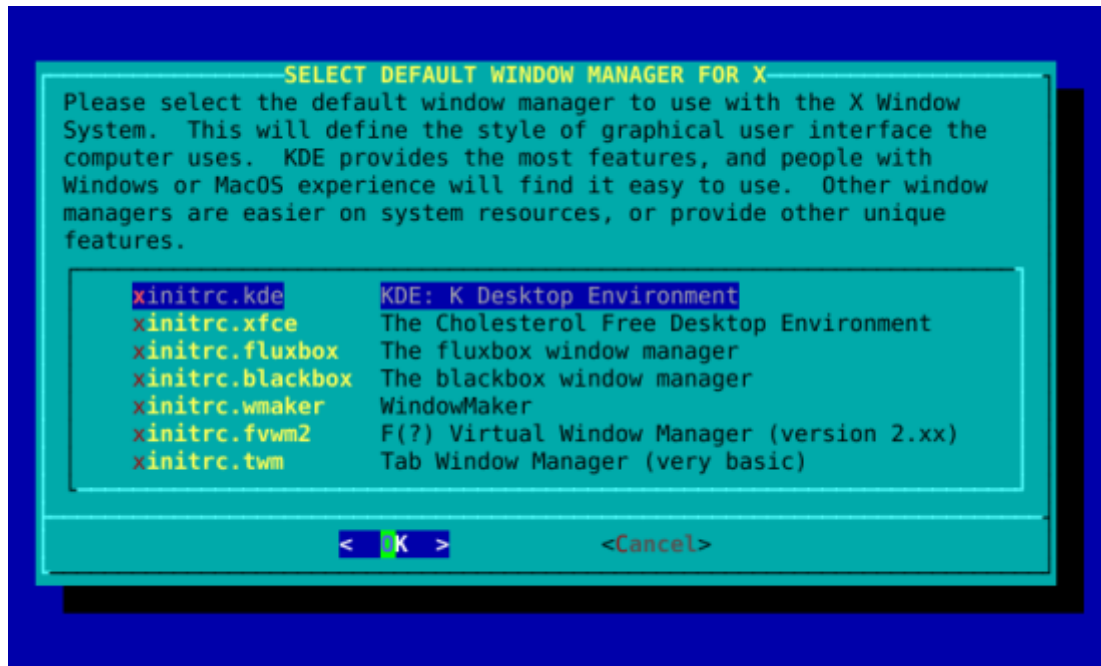 SELECT DEFAULT WINDOW MANAGER FOR X
Please select the default window manager to use with the X Window
System.  This will define the style of graphical user interface the
computer uses.  KDE provides the most features, and people with
Windows or MacOS experience will find it easy to use.  Other window
managers are easier on system resources, or provide other unique
features.
xinitrc.kde KDE: K Desktop Environment
xinitrc.xfce The Cholesterol Free Desktop Environment
xinitrc.fluxbox The fluxbox window manager
xinitrc.blackbox The blackbox window manager
xinitrc.wmaker WindowMaker
xinitrc.fvwm2 F(?) Virtual Window Manager (version 2.xx)
xinitrc.twm Tab Window Manager (very basic)
<  OK  > <Cancel>